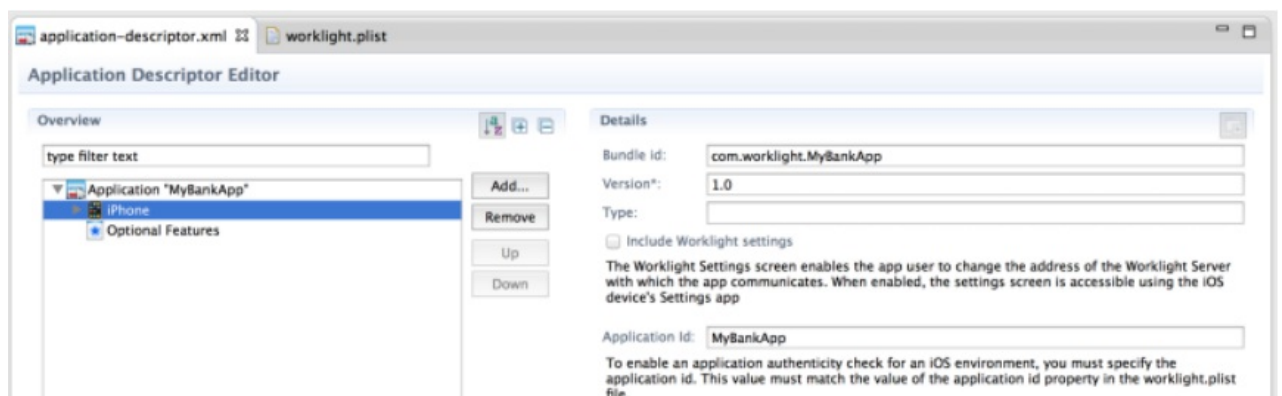 application-descriptor.xml
worklight.plist
Application Descriptor Editor
Overview
type filter text
Application "MyBankApp"
iPhone
Optional Features
Add...
Remove
Up
Down
Details
Bundle id:
com.worklight.MyBankApp
Version*:
1.0
Type:
Include Worklight settings
The Worklight Settings screen enables the app user to change the address of the Worklight Server
with which the app communicates. When enabled, the settings screen is accessible using the iOS
device's Settings app
Application Id:
MyBankApp
To enable an application authenticity check for an iOS environment, you must specify the
application id. This value must match the value of the application id property in the worklight.plist
file